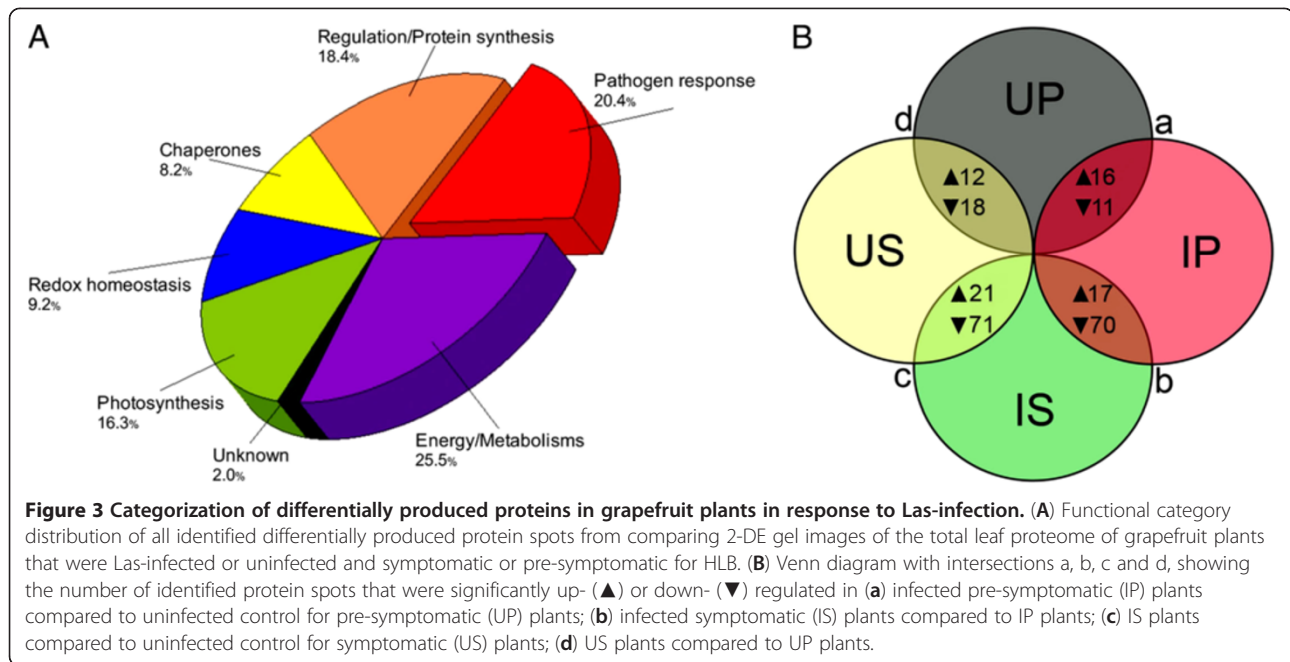 A
Regulation/Protein synthesis
18.4%
Pathogen response
20.4%
Chaperones
8.2%
Redox homeostasis
9.2%
Photosynthesis
16.3%
Unknown
2.0%
Energy/Metabolisms
25.5%
B
UP
d
a
▲12
▼18
▲16
▼11
US
IP
▲21
▼71
▲17
▼70
c
b
IS
Figure 3 Categorization of differentially produced proteins in grapefruit plants in response to Las-infection. (A) Functional category
distribution of all identified differentially produced protein spots from comparing 2-DE gel images of the total leaf proteome of grapefruit plants
that were Las-infected or uninfected and symptomatic or pre-symptomatic for HLB. (B) Venn diagram with intersections a, b, c and d, showing
the number of identified protein spots that were significantly up- (▲) or down- (▼) regulated in (a) infected pre-symptomatic (IP) plants
compared to uninfected control for pre-symptomatic (UP) plants; (b) infected symptomatic (IS) plants compared to IP plants; (c) IS plants
compared to uninfected control for symptomatic (US) plants; (d) US plants compared to UP plants.